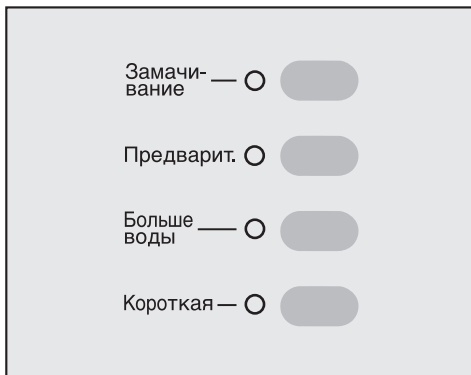 Замачи-
вание
Предварит.
Больше
воды
Короткая